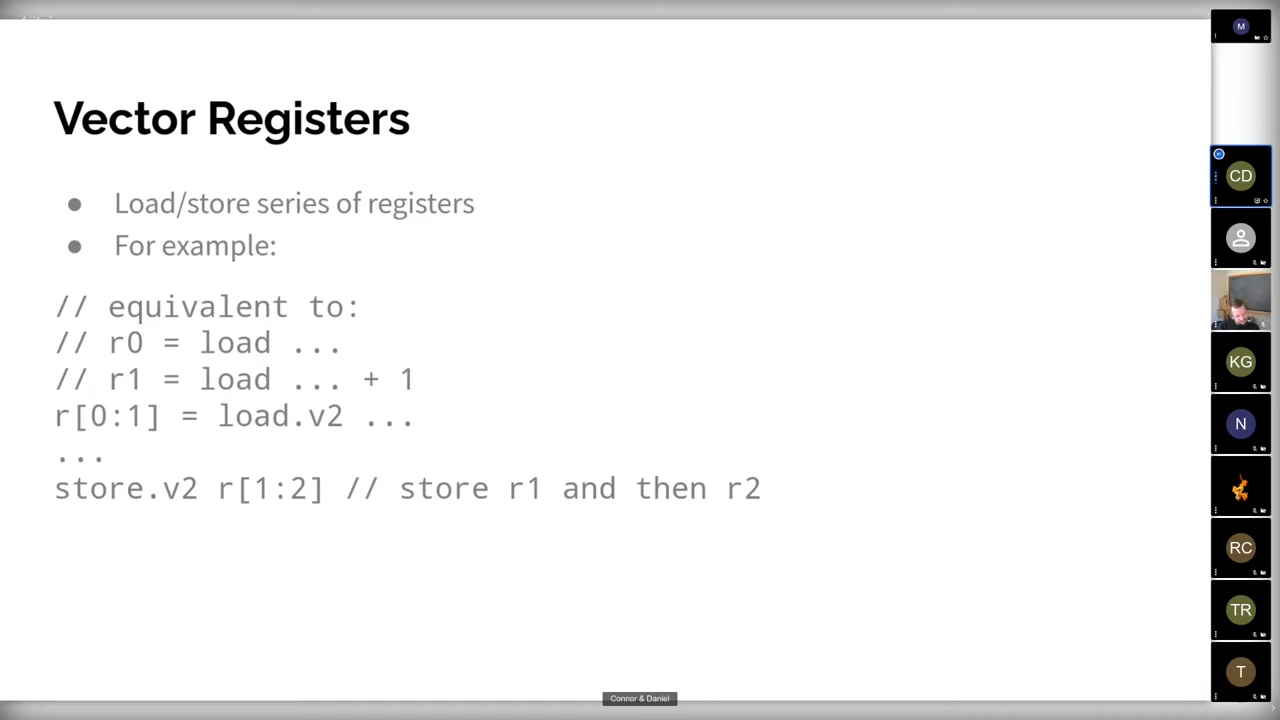 Vector Registers
● Load/store series of registers
● For example:
// equivalent to:
// r0 = load ...
// r1 = load ... + 1
r[0:1] = load.v2 ...
...
store.v2 r[1:2] // store r1 and then r2
M
CD
KG
N
RC
TR
T
Connor & Daniel